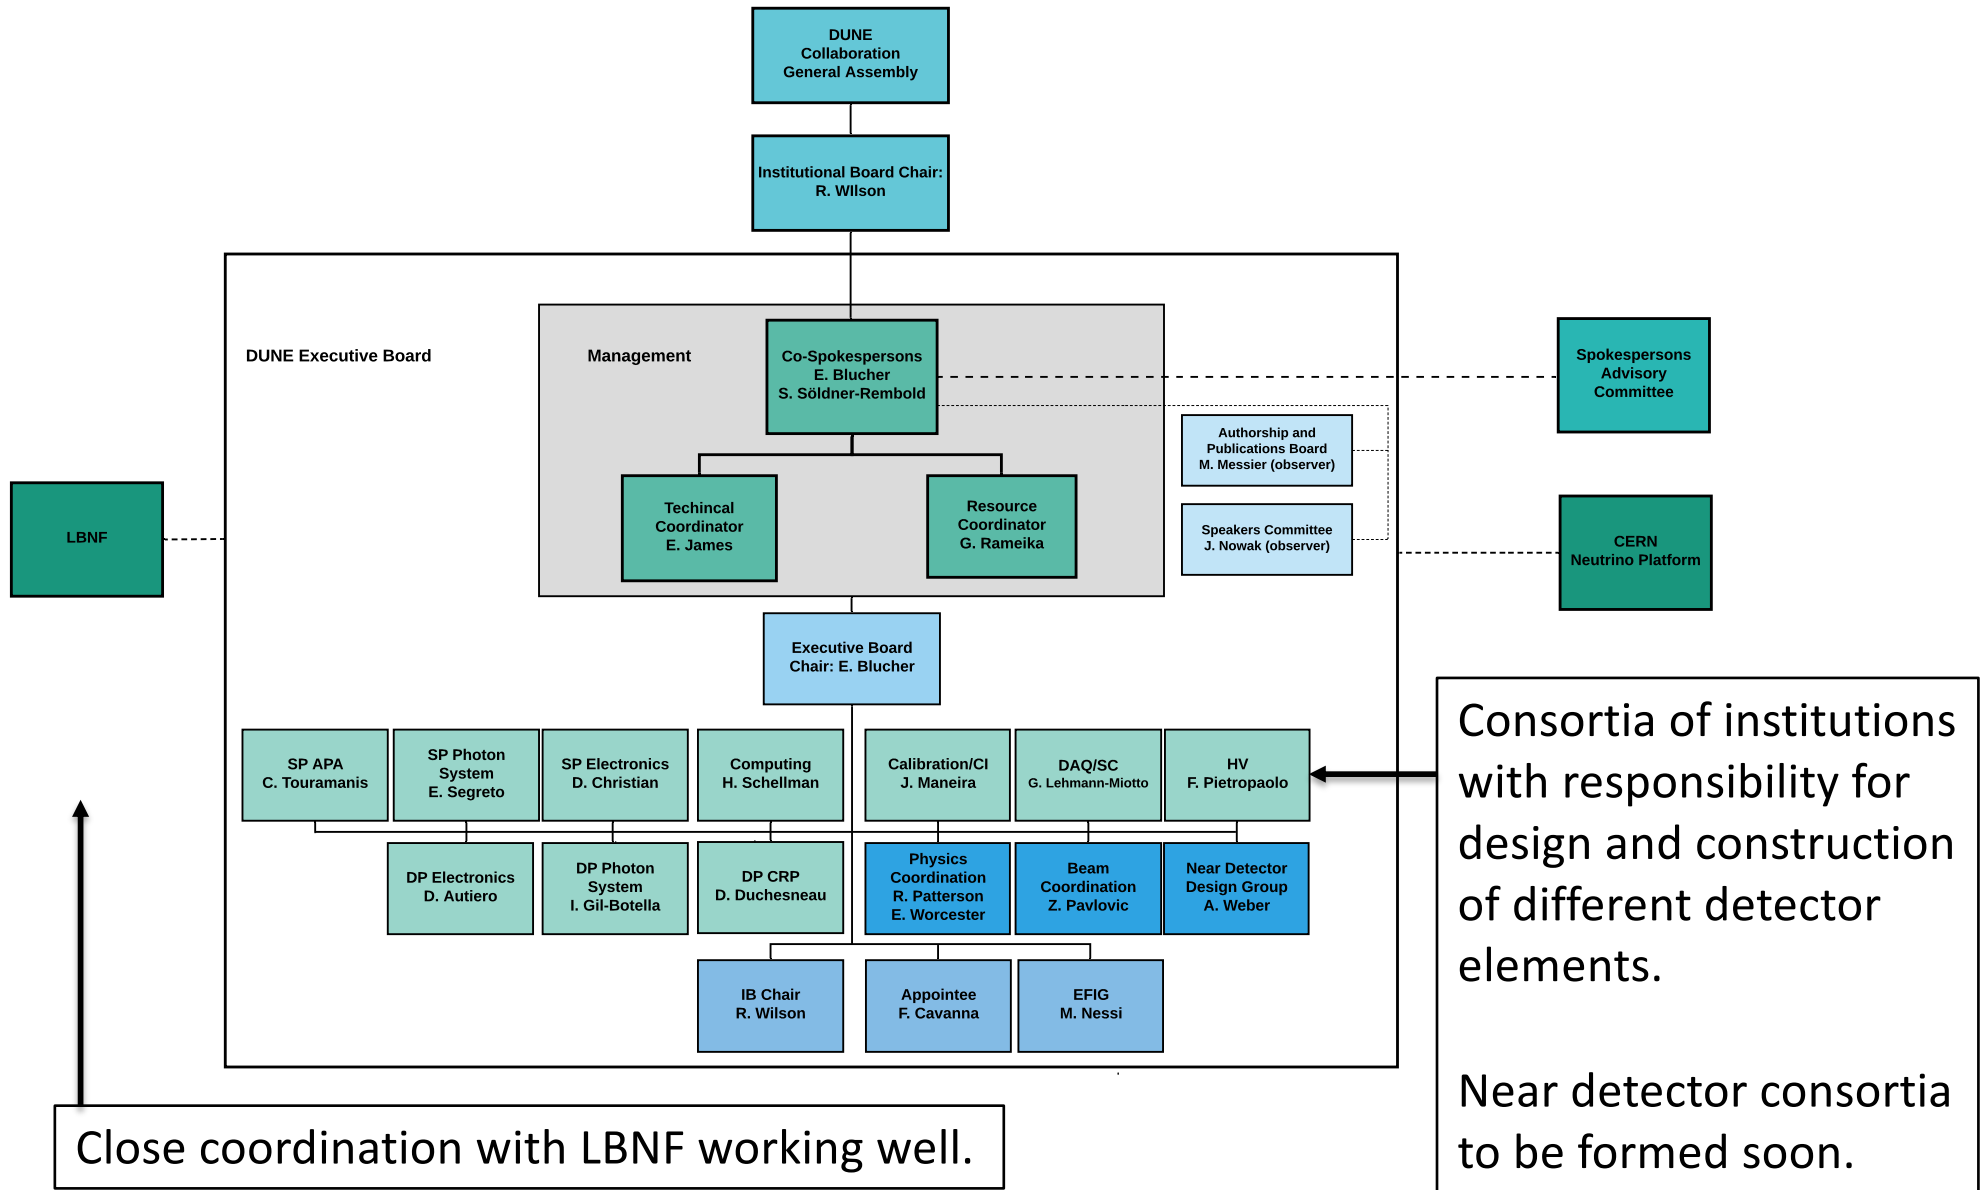 DUNE
Collaboration
General Assembly
Institutional Board Chair:
R. WIlson
DUNE Executive Board
Management
Co-Spokespersons
E. Blucher
S. Söldner-Rembold
Spokespersons
Advisory
Committee
Authorship and
Publications Board
M. Messier (observer)
Techincal
Coordinator
E. James
Resource
Coordinator
G. Rameika
Speakers Committee
J. Nowak (observer)
LBNF
CERN
Neutrino Platform
Executive Board
Chair: E. Blucher
SP APA
C. Touramanis
SP Photon
System
E. Segreto
SP Electronics
D. Christian
Computing
H. Schellman
Calibration/CI
J. Maneira
DAQ/SC
G. Lehmann-Miotto
HV
F. Pietropaolo
DP Electronics
D. Autiero
DP Photon
System
I. Gil-Botella
DP CRP
D. Duchesneau
Physics
Coordination
R. Patterson
E. Worcester
Beam
Coordination
Z. Pavlovic
Near Detector
Design Group
A. Weber
IB Chair
R. Wilson
Appointee
F. Cavanna
EFIG
M. Nessi
Consortia of institutions
with responsibility for
design and construction
of different detector
elements.
Near detector consortia
to be formed soon.
Close coordination with LBNF working well.